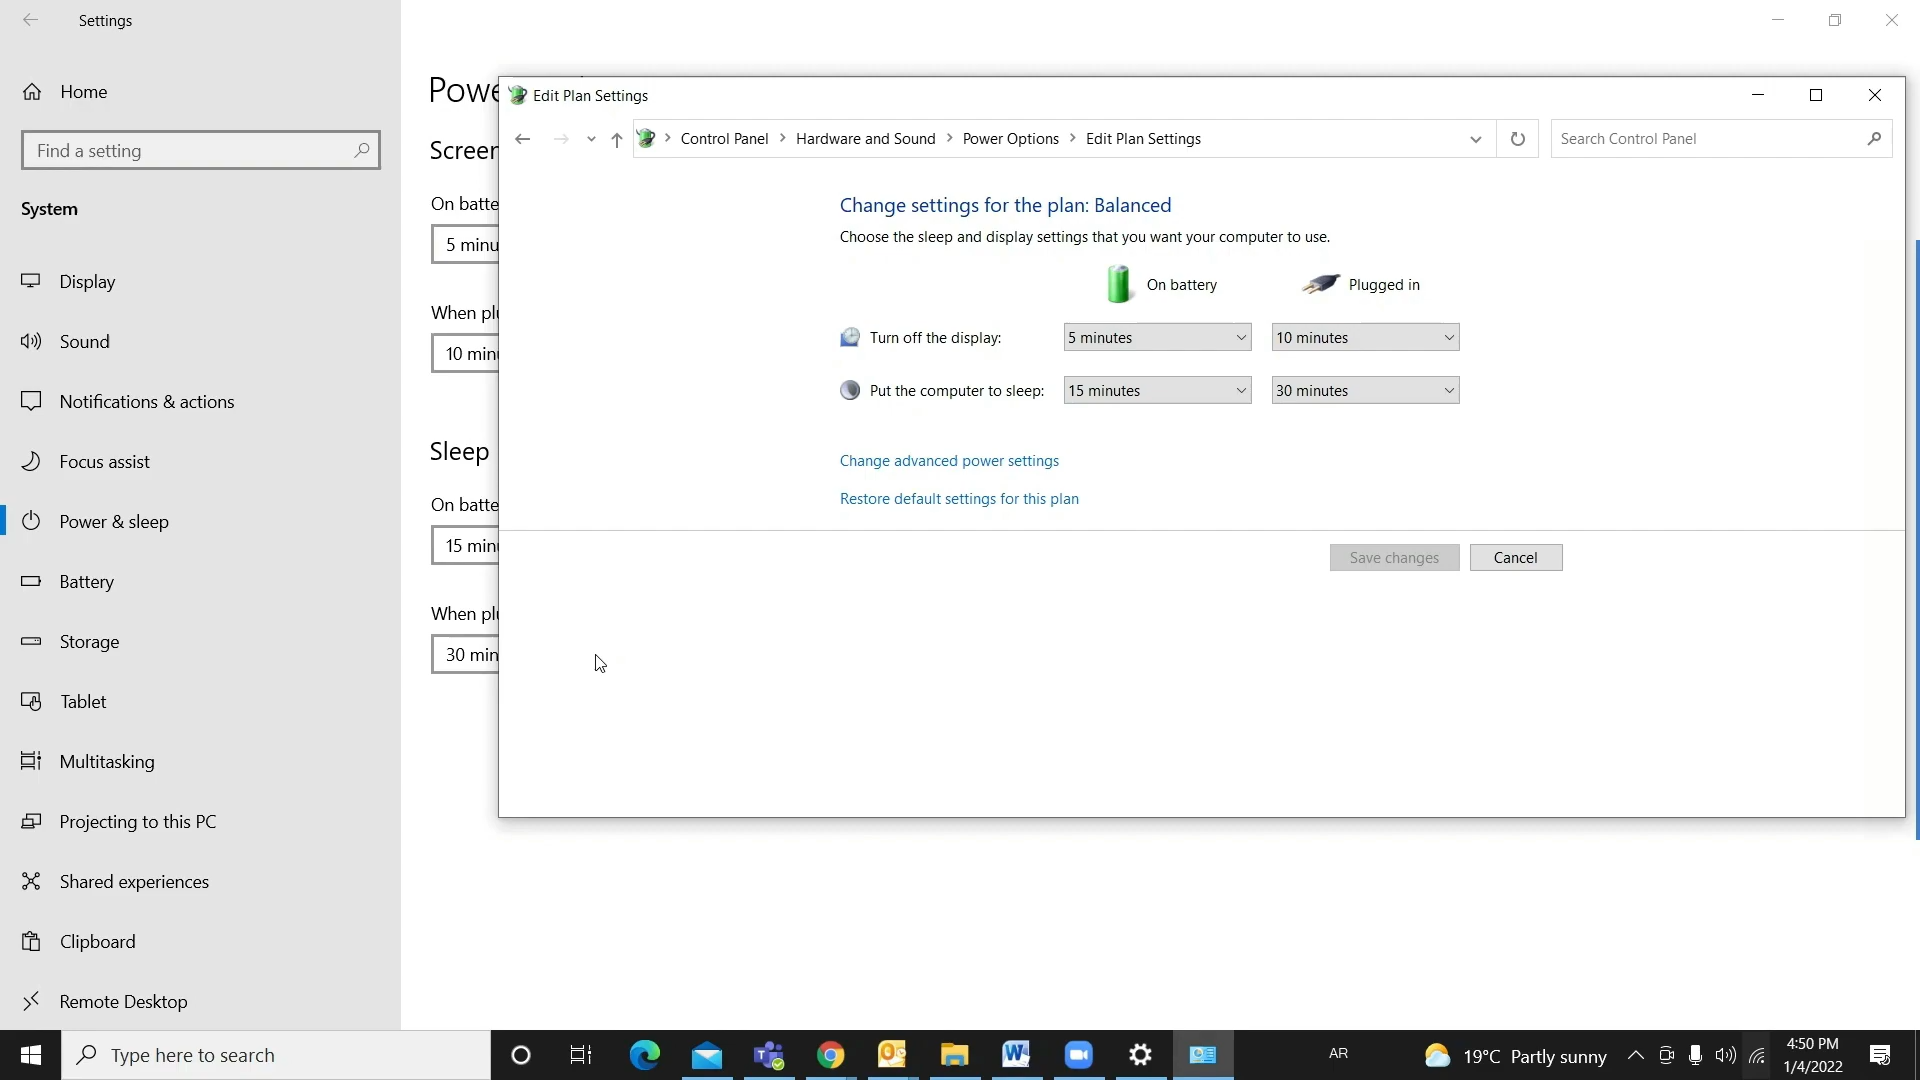 Settings
Home
Find a setting
System
Display
Sound
Notifications & actions
Focus assist
Power & sleep
Battery
Storage
Tablet
Multitasking
Projecting to this PC
Shared experiences
Clipboard
Remote Desktop
Powe
Screen
On batte
5 minu
When plu
10 minu
Sleep
On batte
15 minu
When plu
30 min
Edit Plan Settings
Control Panel > Hardware and Sound > Power Options > Edit Plan Settings
Search Control Panel
Change settings for the plan: Balanced
Choose the sleep and display settings that you want your computer to use.
On battery Plugged in
Turn off the display: 5 minutes 10 minutes
Put the computer to sleep: 15 minutes 30 minutes
Change advanced power settings
Restore default settings for this plan
Save changes Cancel
Type here to search
AR
19°C Partly sunny
4:50 PM
1/4/2022